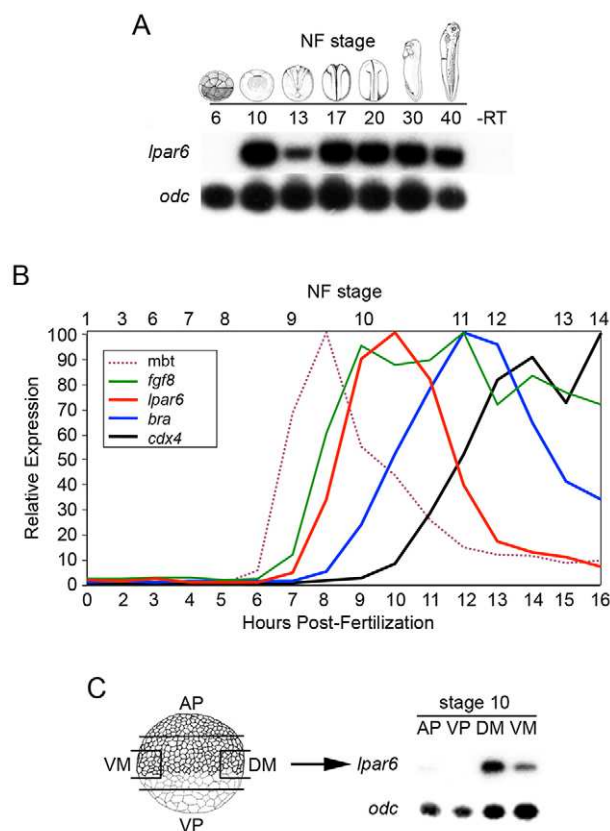 A
NF stage
6 10 13 17 20 30 40 -RT
lpar6
odc
B
NF stage
1 3 6 7 8 9 10 11 12 13 14
100
90
80
70
60
50
40
30
20
10
0
Relative Expression
mbt
fgf8
lpar6
bra
cdx4
0 2 3 4 5 6 7 8 9 10 11 12 13 14 15 16
Hours Post-Fertilization
C
AP
VM DM
VP
stage 10
AP VP DM VM
lpar6
odc